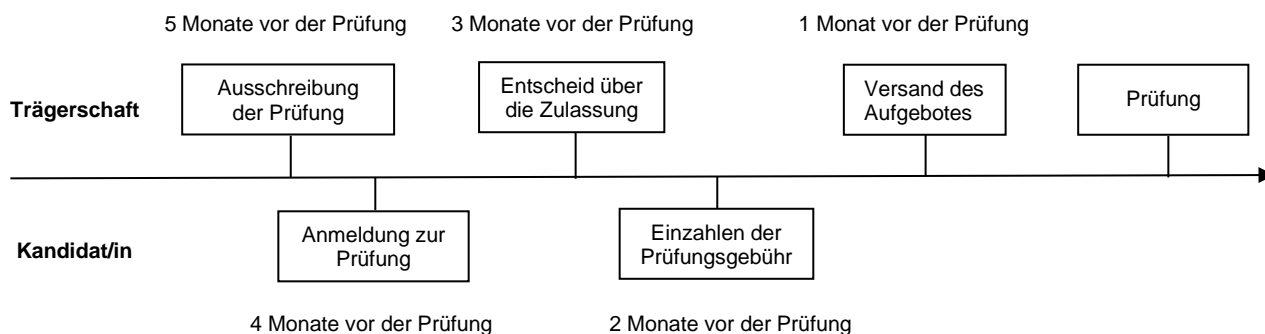 5 Monate vor der Prüfung
3 Monate vor der Prüfung
1 Monat vor der Prüfung
Trägerschaft
Ausschreibung
der Prüfung
Entscheid über
die Zulassung
Versand des
Aufgebotes
Prüfung
Kandidat/in
Anmeldung zur
Prüfung
Einzahlen der
Prüfungsgebühr
4 Monate vor der Prüfung
2 Monate vor der Prüfung